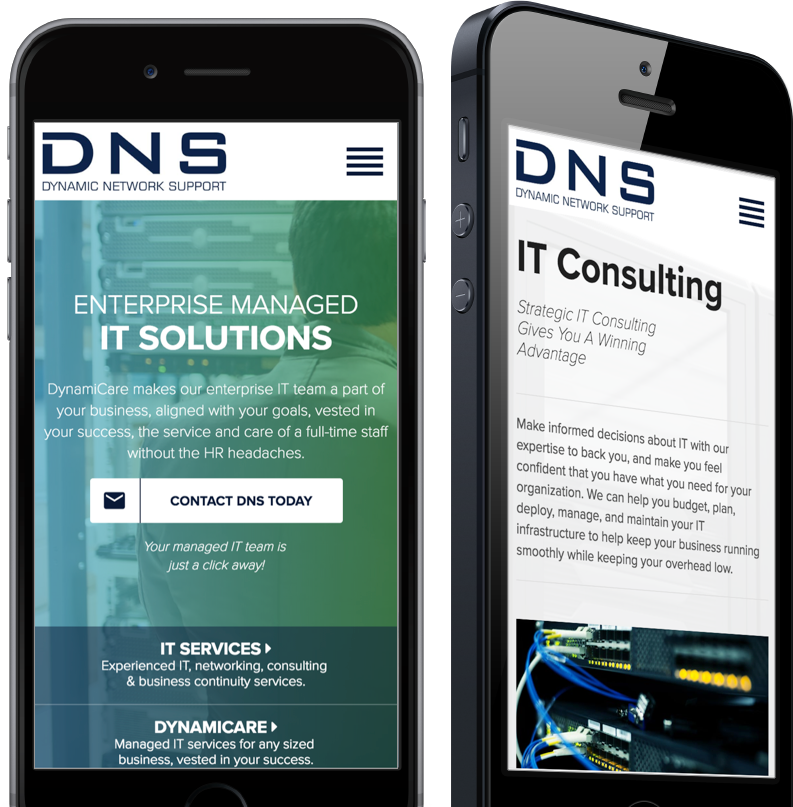 DNS
DYNAMIC NETWORK SUPPORT
ENTERPRISE MANAGED
IT SOLUTIONS
DynamiCare makes our enterprise IT team a part of
your business, aligned with your goals, vested in
your success, the service and care of a full-time staff
without the HR headaches.
CONTACT DNS TODAY
Your managed IT team is
just a click away!
IT SERVICES
Experienced IT, networking, consulting
& business continuity services.
DYNAMICARE
Managed IT services for any sized
business, vested in your success.
DNS
DYNAMIC NETWORK SUPPORT
IT Consulting
Strategic IT Consulting
Gives You A Winning
Advantage
Make informed decisions about IT with our
expertise to back you, and make you feel
confident that you have what you need for your
organization. We can help you budget, plan,
deploy, manage, and maintain your IT
infrastructure to help keep your business running
smoothly while keeping your overhead low.